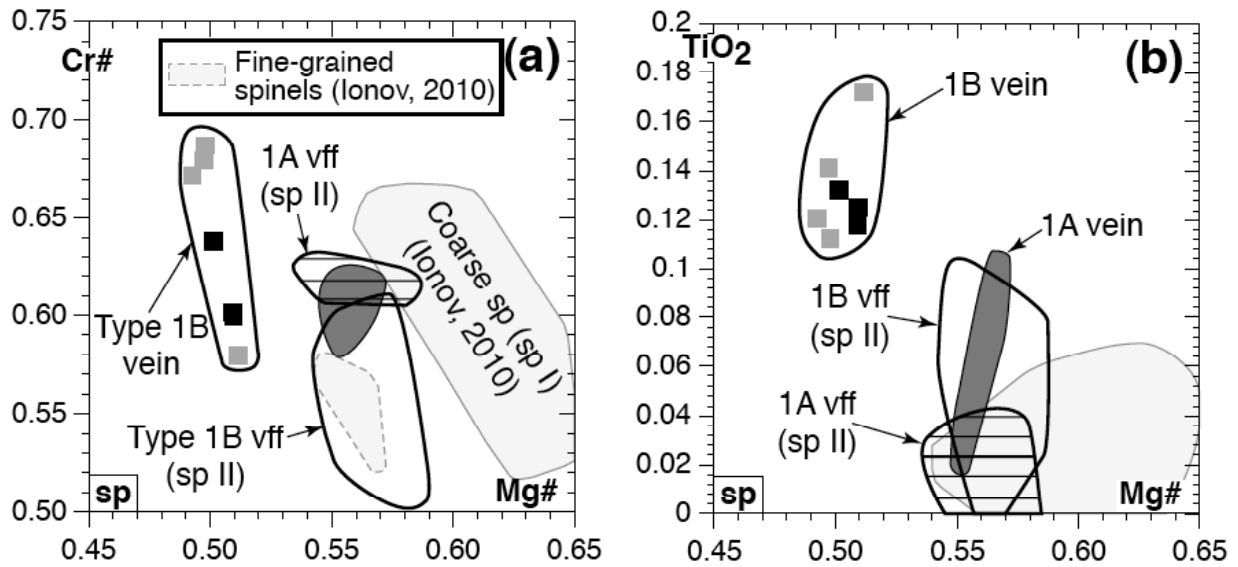 Cr#
(a)
Fine-grained
spinels (Ionov, 2010)
0.70
0.65
0.60
0.55
0.50
1A vff
(sp II)
Coarse sp (sp I)
(Ionov, 2010)
Type 1B
vein
Type 1B vff
(sp II)
sp
Mg#
0.45
0.50
0.55
0.60
0.65
TiO2
(b)
0.2
0.18
0.16
0.14
0.12
0.1
0.08
0.06
0.04
0.02
0
1B vein
1A vein
1B vff
(sp II)
1A vff
(sp II)
sp
Mg#
0.45
0.50
0.55
0.60
0.65